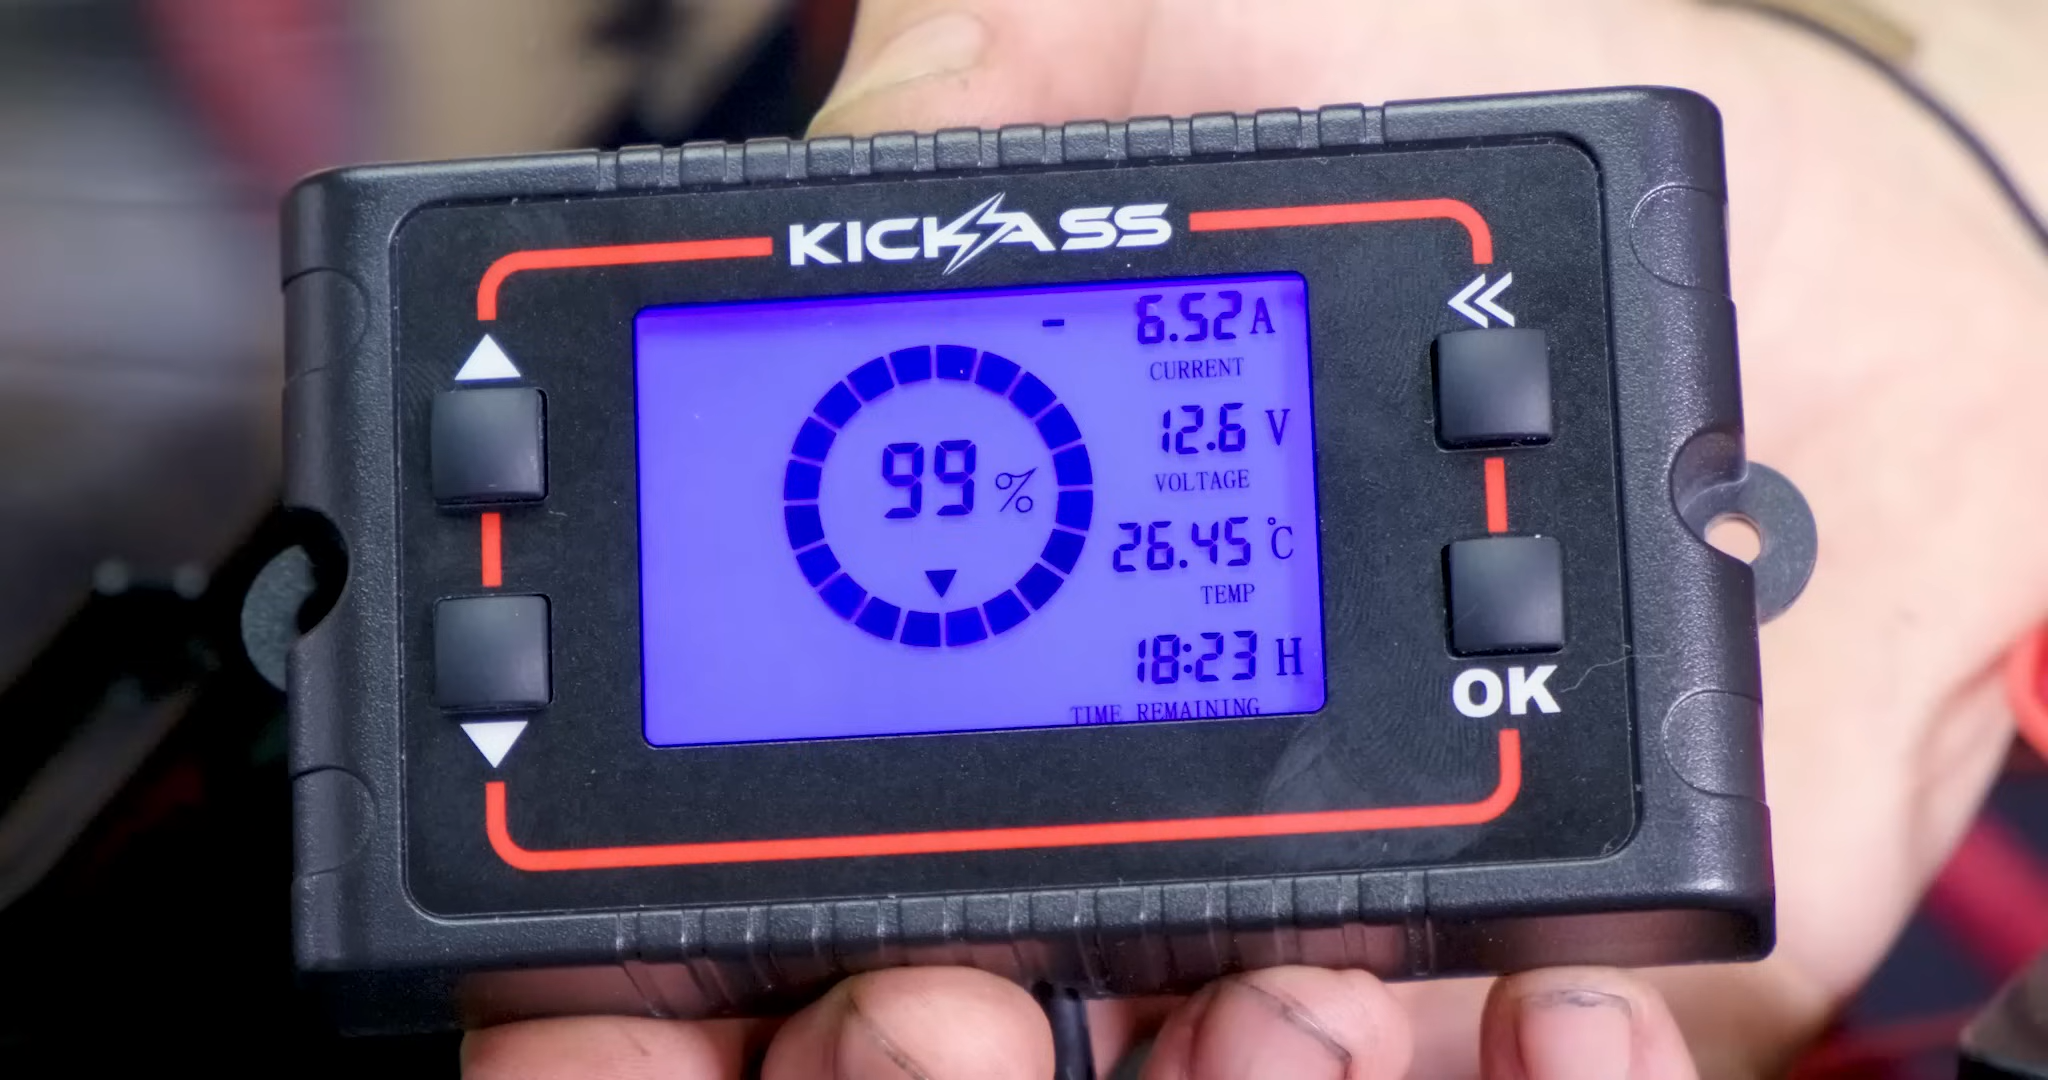 KICKASS
- 6.52 A
CURRENT
99 %
12.6 V
VOLTAGE
26.45 °C
TEMP
18:23 H
TIME REMAINING
OK